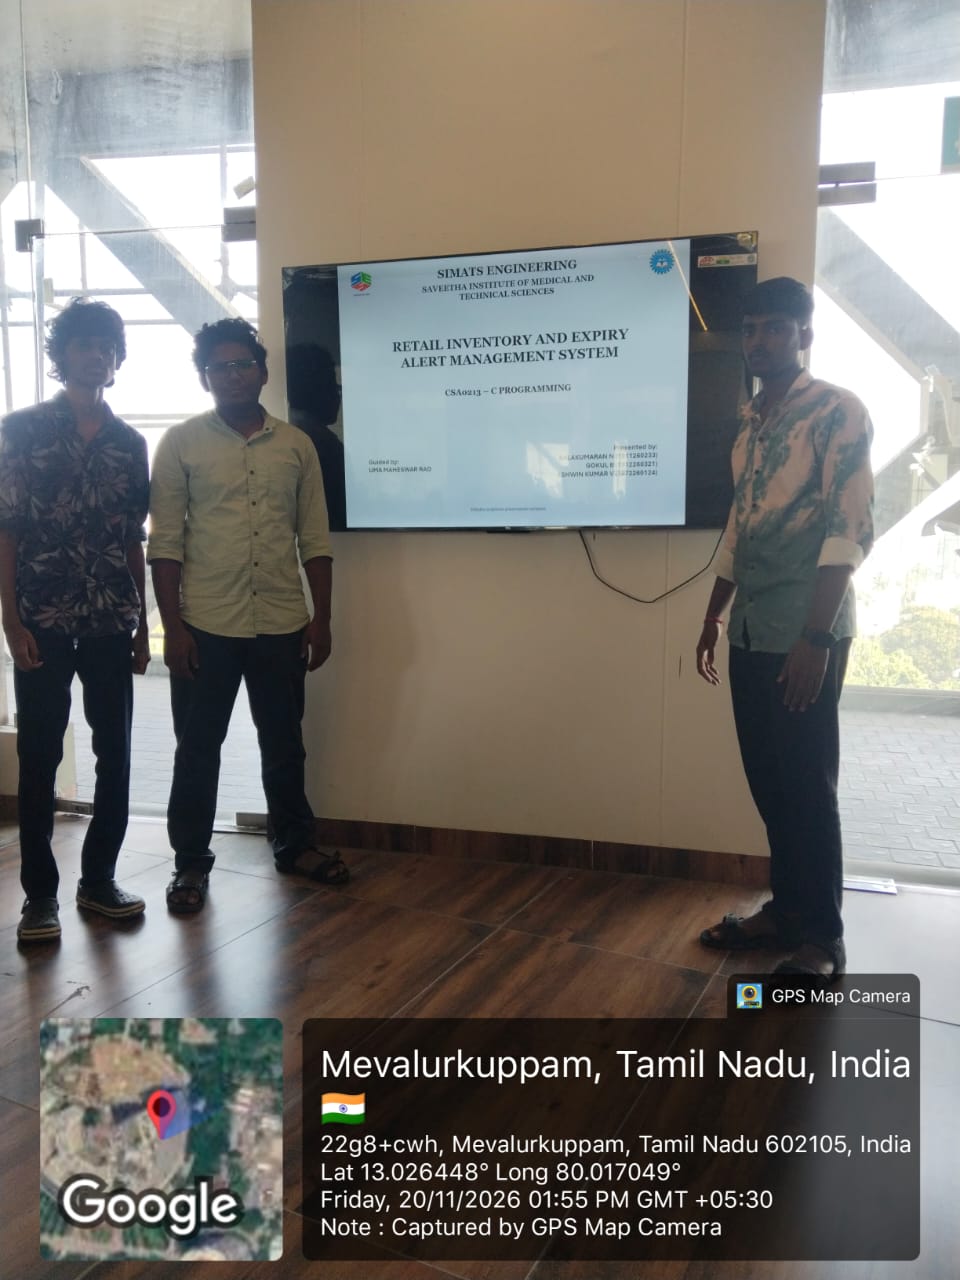 SIMATS ENGINEERING
SAVEETHA INSTITUTE OF MEDICAL AND
TECHNICAL SCIENCES
RETAIL INVENTORY AND EXPIRY
ALERT MANAGEMENT SYSTEM
CSA0213 – C PROGRAMMING
Guided by:
UMA MAHESWAR RAO
Presented by:
GOKUL
KUMAR V
GPS Map Camera
Mevalurkuppam, Tamil Nadu, India
22g8+cwh, Mevalurkuppam, Tamil Nadu 602105, India
Lat 13.026448° Long 80.017049°
Friday, 20/11/2026 01:55 PM GMT +05:30
Note : Captured by GPS Map Camera
Google